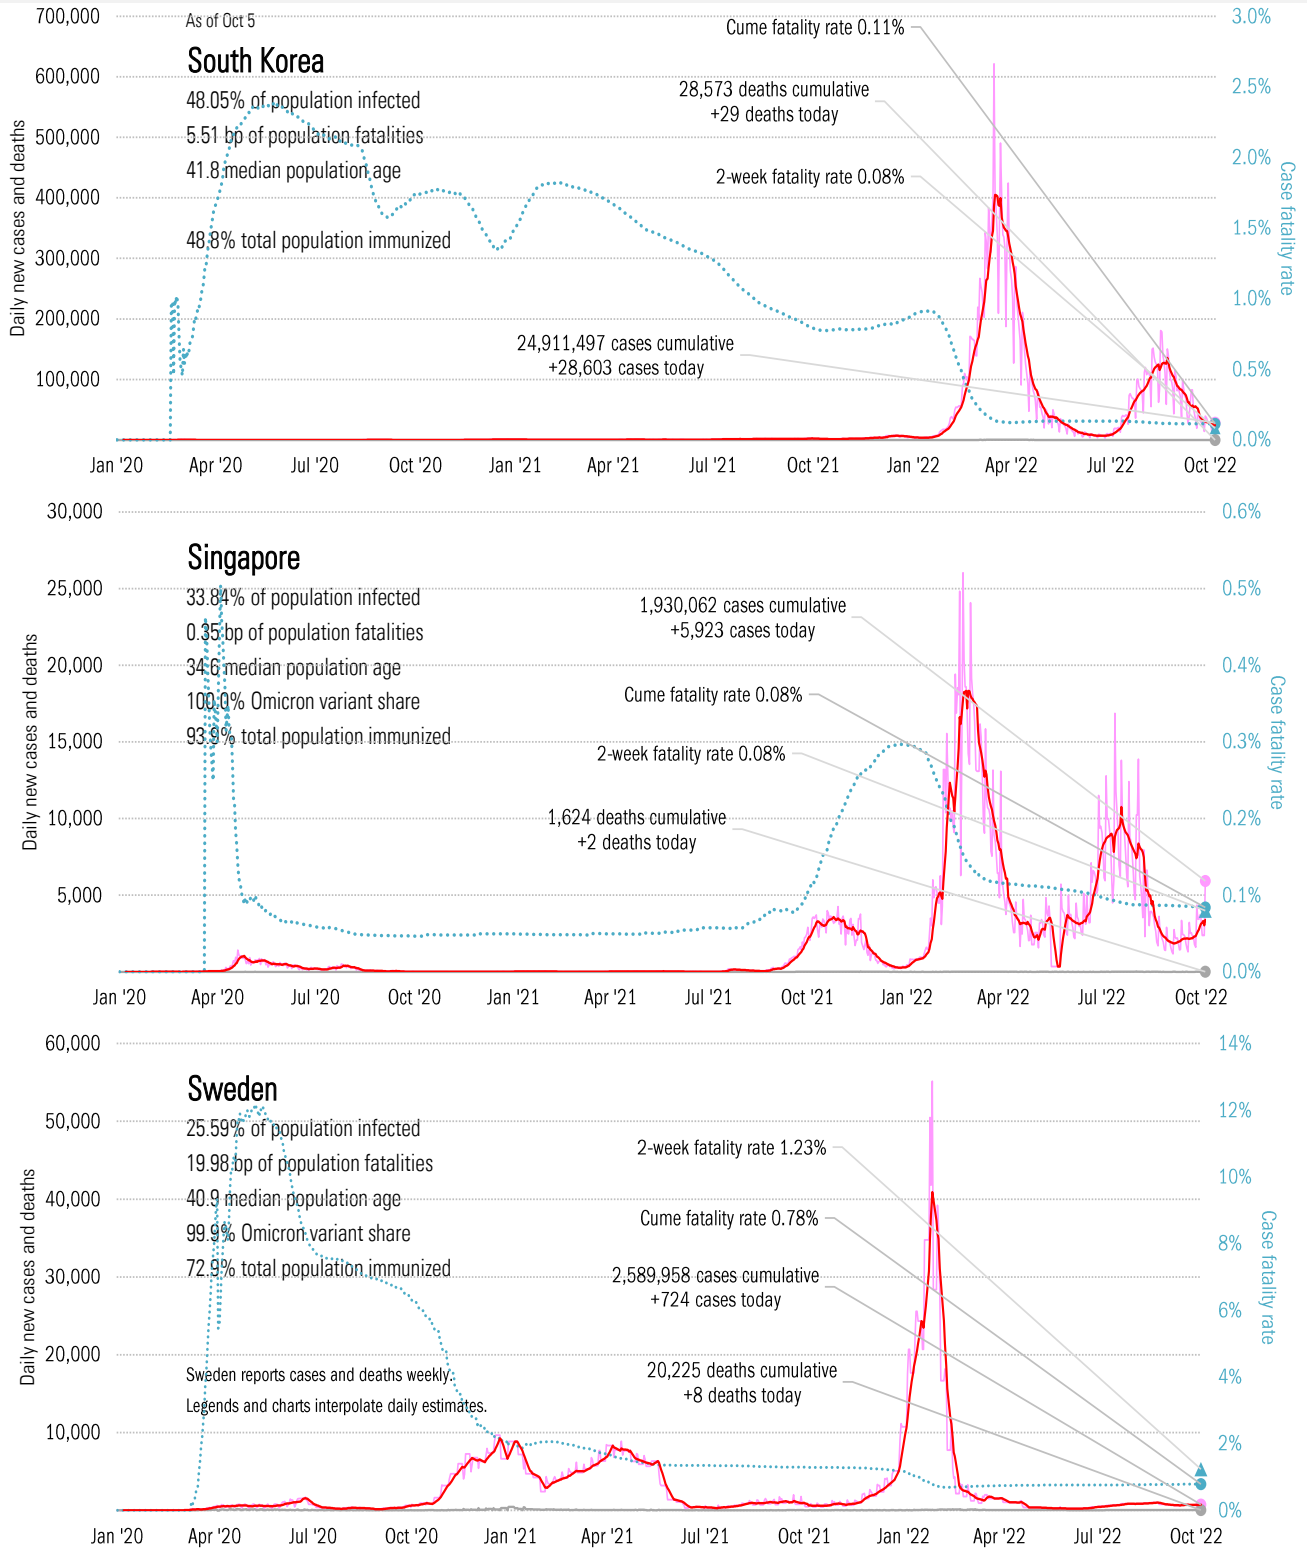 700,000
As of Oct 5
Cume fatality rate 0.11%
3.0%
South Korea
600,000
28,573 deaths cumulative
+29 deaths today
2.5%
48.05% of population infected
500,000
5.51 bp of population fatalities
2.0%
41.8 median population age
2-week fatality rate 0.08%
400,000
1.5%
48.8% total population immunized
300,000
1.0%
200,000
24,911,497 cases cumulative
+28,603 cases today
0.5%
100,000
0.0%
Daily new cases and deaths
Case fatality rate
Jan '20 Apr '20 Jul '20 Oct '20 Jan '21 Apr '21 Jul '21 Oct '21 Jan '22 Apr '22 Jul '22 Oct '22
30,000
0.6%
Singapore
25,000
33.84% of population infected
1,930,062 cases cumulative
+5,923 cases today
0.5%
0.35 bp of population fatalities
20,000
34.6 median population age
0.4%
100.0% Omicron variant share
Cume fatality rate 0.08%
15,000
93.9% total population immunized
2-week fatality rate 0.08%
0.3%
10,000
1,624 deaths cumulative
+2 deaths today
0.2%
5,000
0.1%
0.0%
Daily new cases and deaths
Case fatality rate
Jan '20 Apr '20 Jul '20 Oct '20 Jan '21 Apr '21 Jul '21 Oct '21 Jan '22 Apr '22 Jul '22 Oct '22
60,000
14%
Sweden
50,000
25.59% of population infected
12%
19.98 bp of population fatalities
2-week fatality rate 1.23%
10%
40,000
40.9 median population age
Cume fatality rate 0.78%
99.9% Omicron variant share
8%
30,000
72.9% total population immunized
2,589,958 cases cumulative
+724 cases today
6%
20,000
Sweden reports cases and deaths weekly.
20,225 deaths cumulative
+8 deaths today
4%
Legends and charts interpolate daily estimates.
10,000
2%
0%
Daily new cases and deaths
Case fatality rate
Jan '20 Apr '20 Jul '20 Oct '20 Jan '21 Apr '21 Jul '21 Oct '21 Jan '22 Apr '22 Jul '22 Oct '22